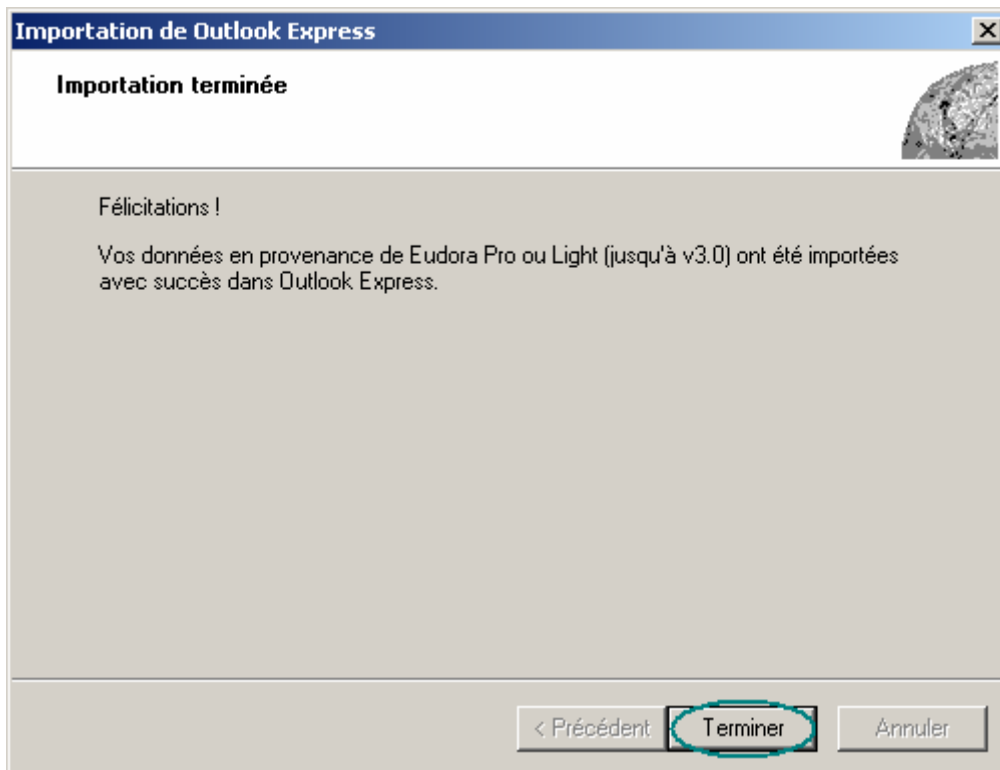 Importation de Outlook Express
Importation terminée
Félicitations !
Vos données en provenance de Eudora Pro ou Light (jusqu'à v3.0) ont été importées
avec succès dans Outlook Express.
< Précédent Terminer Annuler